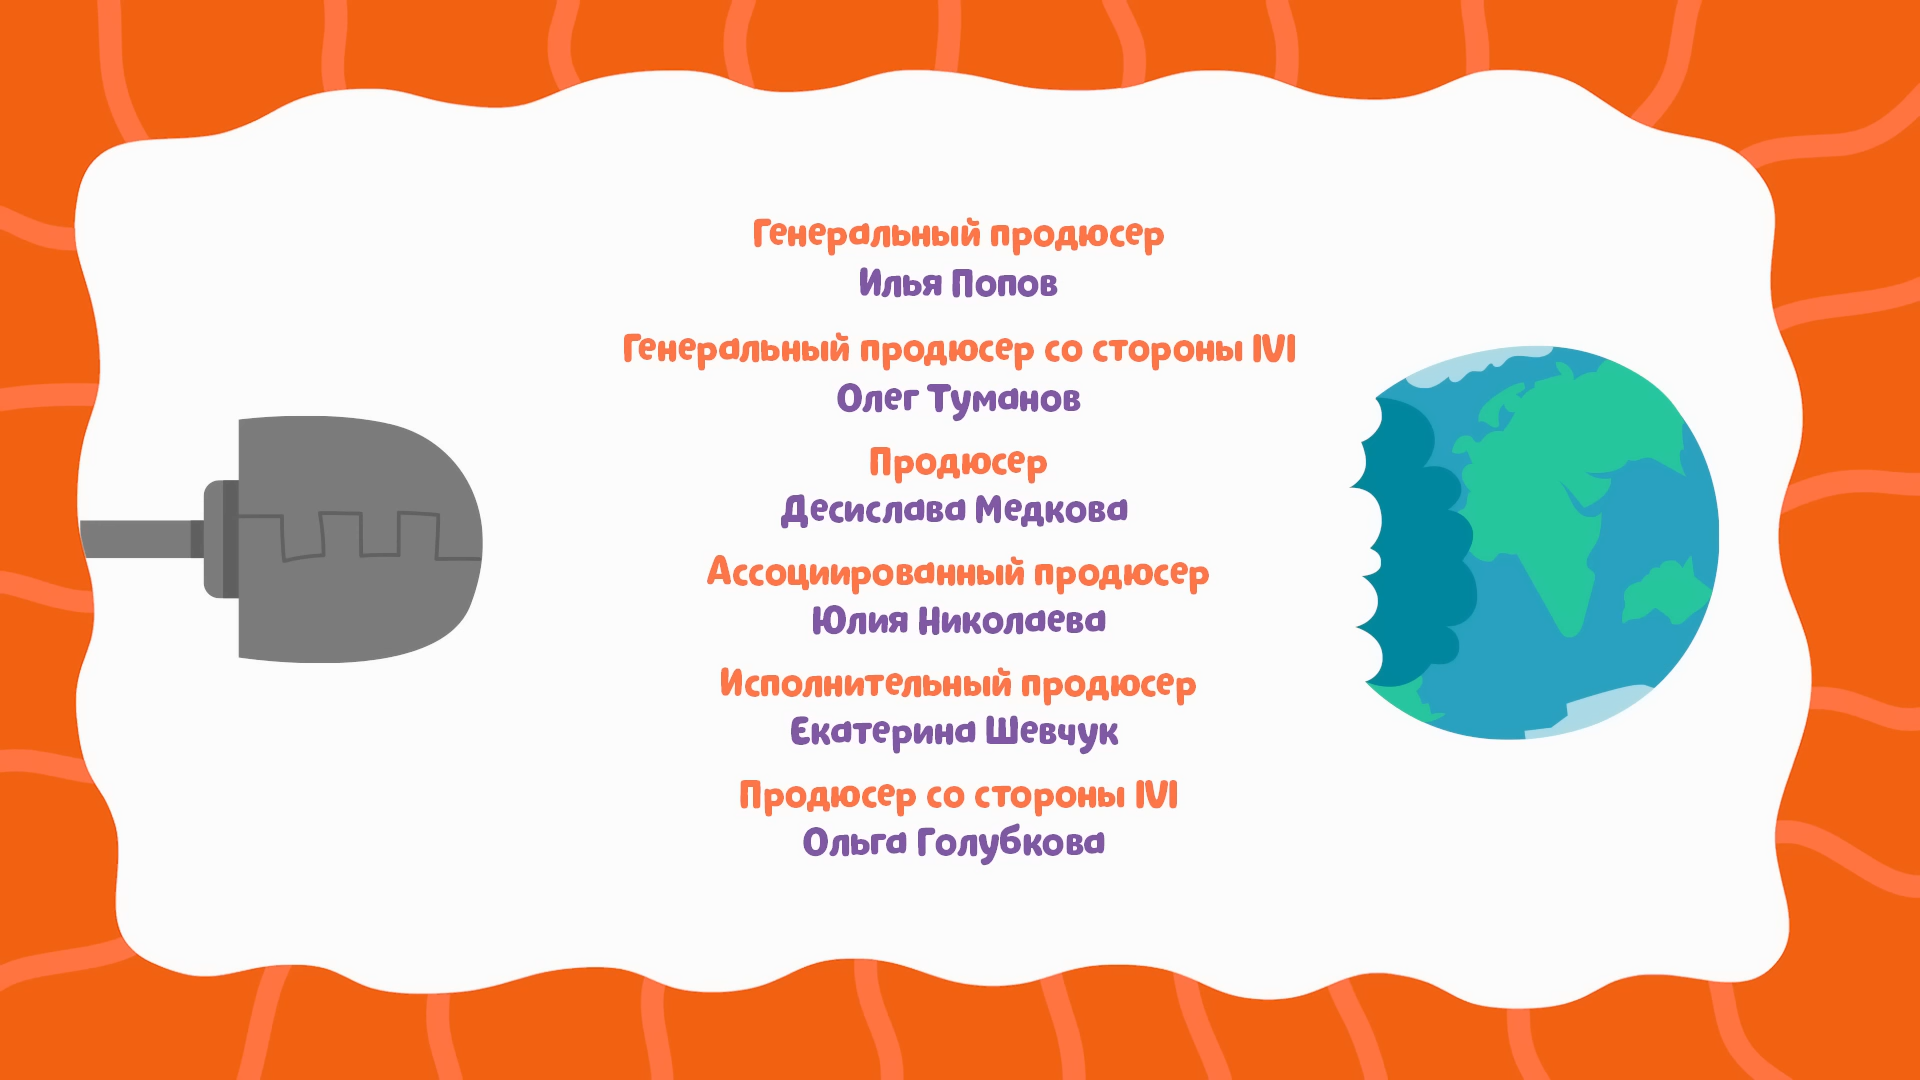 Генеральный продюсер
Илья Попов
Генеральный продюсер со стороны IVI
Олег Туманов
Продюсер
Десислава Медкова
Ассоциированный продюсер
Юлия Николаева
Исполнительный продюсер
Екатерина Шевчук
Продюсер со стороны IVI
Ольга Голубкова